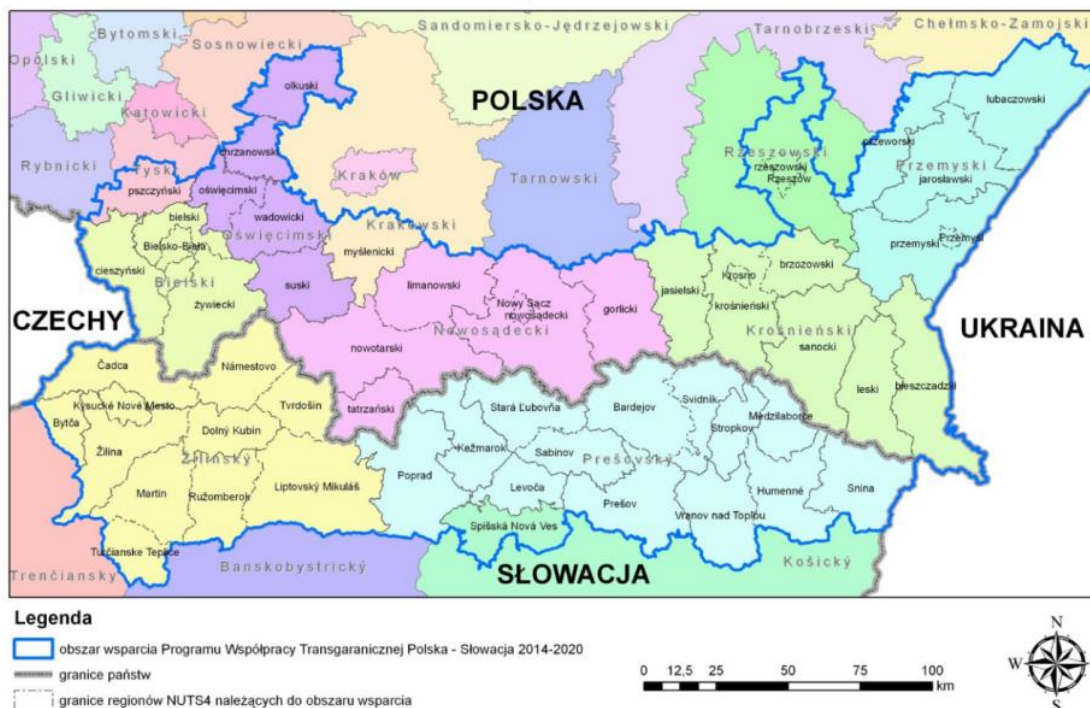 Sandomiersko-Jędrzejowski
Chełmsko-Zamojski
Bytomski
Tarnobrzeski
Sosnowiecki
Opolski
olkuski
lubaczowski
Gliwicki
POLSKA
Katowicki
Rybnicki
chrzanowski
Rzeszowski
przeworski
Przemyski
Tyski
Kraków
rzeszowski
Rzeszów
jarosławski
pszczyński
oświęcimski
Tarnowski
bielski
wadowicki
Krakowski
Oświęcimski
myślenicki
przemyski
Przemyśl
Bielsko-Biała
cieszyński
Bielski
suski
limanowski
jasielski
Krosno
brzozowski
żywiecki
Nowy Sącz
nowosądecki
gorlicki
krośnieński
CZECHY
Nowosądecki
Krośnieński
UKRAINA
nowotarski
sanocki
Čadca
Námestovo
leski
bieszczadzki
Kysucké Nové Mesto
Tvrdošín
tatrzański
Stará Ľubovňa
Bardejov
Svidník
Medzilaborce
Bytča
Dolný Kubín
Stropkov
Žilina
Žilinský
Kežmarok
Sabinov
Prešovský
Poprad
Martin
Ružomberok
Liptovský Mikuláš
Levoča
Prešov
Humenné
Snina
Vranov nad Topľou
Spišská Nová Ves
Turčianske Teplice
Trenčiansky
Banskobystrický
SŁOWACJA
Košický
Legenda
obszar wsparcia Programu Współpracy Transgranicznej Polska - Słowacja 2014-2020
granice państw
granice regionów NUTS4 należących do obszaru wsparcia
0 12,5 25 50 75 100
km
N
W E
S